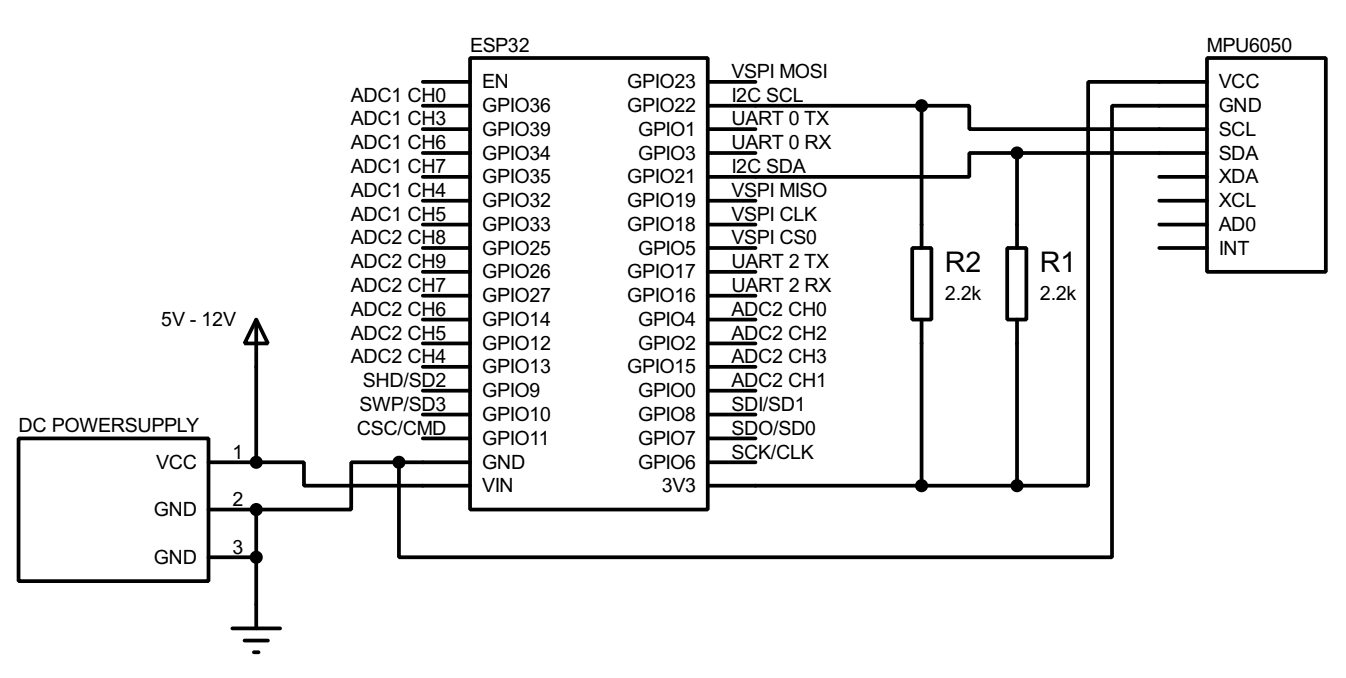 ESP32
MPU6050
EN
ADC1 CH0 GPIO36
ADC1 CH3 GPIO39
ADC1 CH6 GPIO34
ADC1 CH7 GPIO35
ADC1 CH4 GPIO32
ADC1 CH5 GPIO33
ADC2 CH8 GPIO25
ADC2 CH9 GPIO26
ADC2 CH7 GPIO27
ADC2 CH6 GPIO14
ADC2 CH5 GPIO12
ADC2 CH4 GPIO13
SHD/SD2 GPIO9
SWP/SD3 GPIO10
CSC/CMD GPIO11
GND
VIN
GPIO23 VSPI MOSI
GPIO22 I2C SCL
GPIO1 UART 0 TX
GPIO3 UART 0 RX
GPIO21 I2C SDA
GPIO19 VSPI MISO
GPIO18 VSPI CLK
GPIO5 VSPI CS0
GPIO17 UART 2 TX
GPIO16 UART 2 RX
GPIO4 ADC2 CH0
GPIO2 ADC2 CH2
GPIO15 ADC2 CH3
GPIO0 ADC2 CH1
GPIO8 SDI/SD1
GPIO7 SDO/SD0
GPIO6 SCK/CLK
3V3
R2
2.2k
R1
2.2k
VCC
GND
SCL
SDA
XDA
XCL
AD0
INT
5V - 12V
DC POWERSUPPLY
VCC 1
GND 2
GND 3